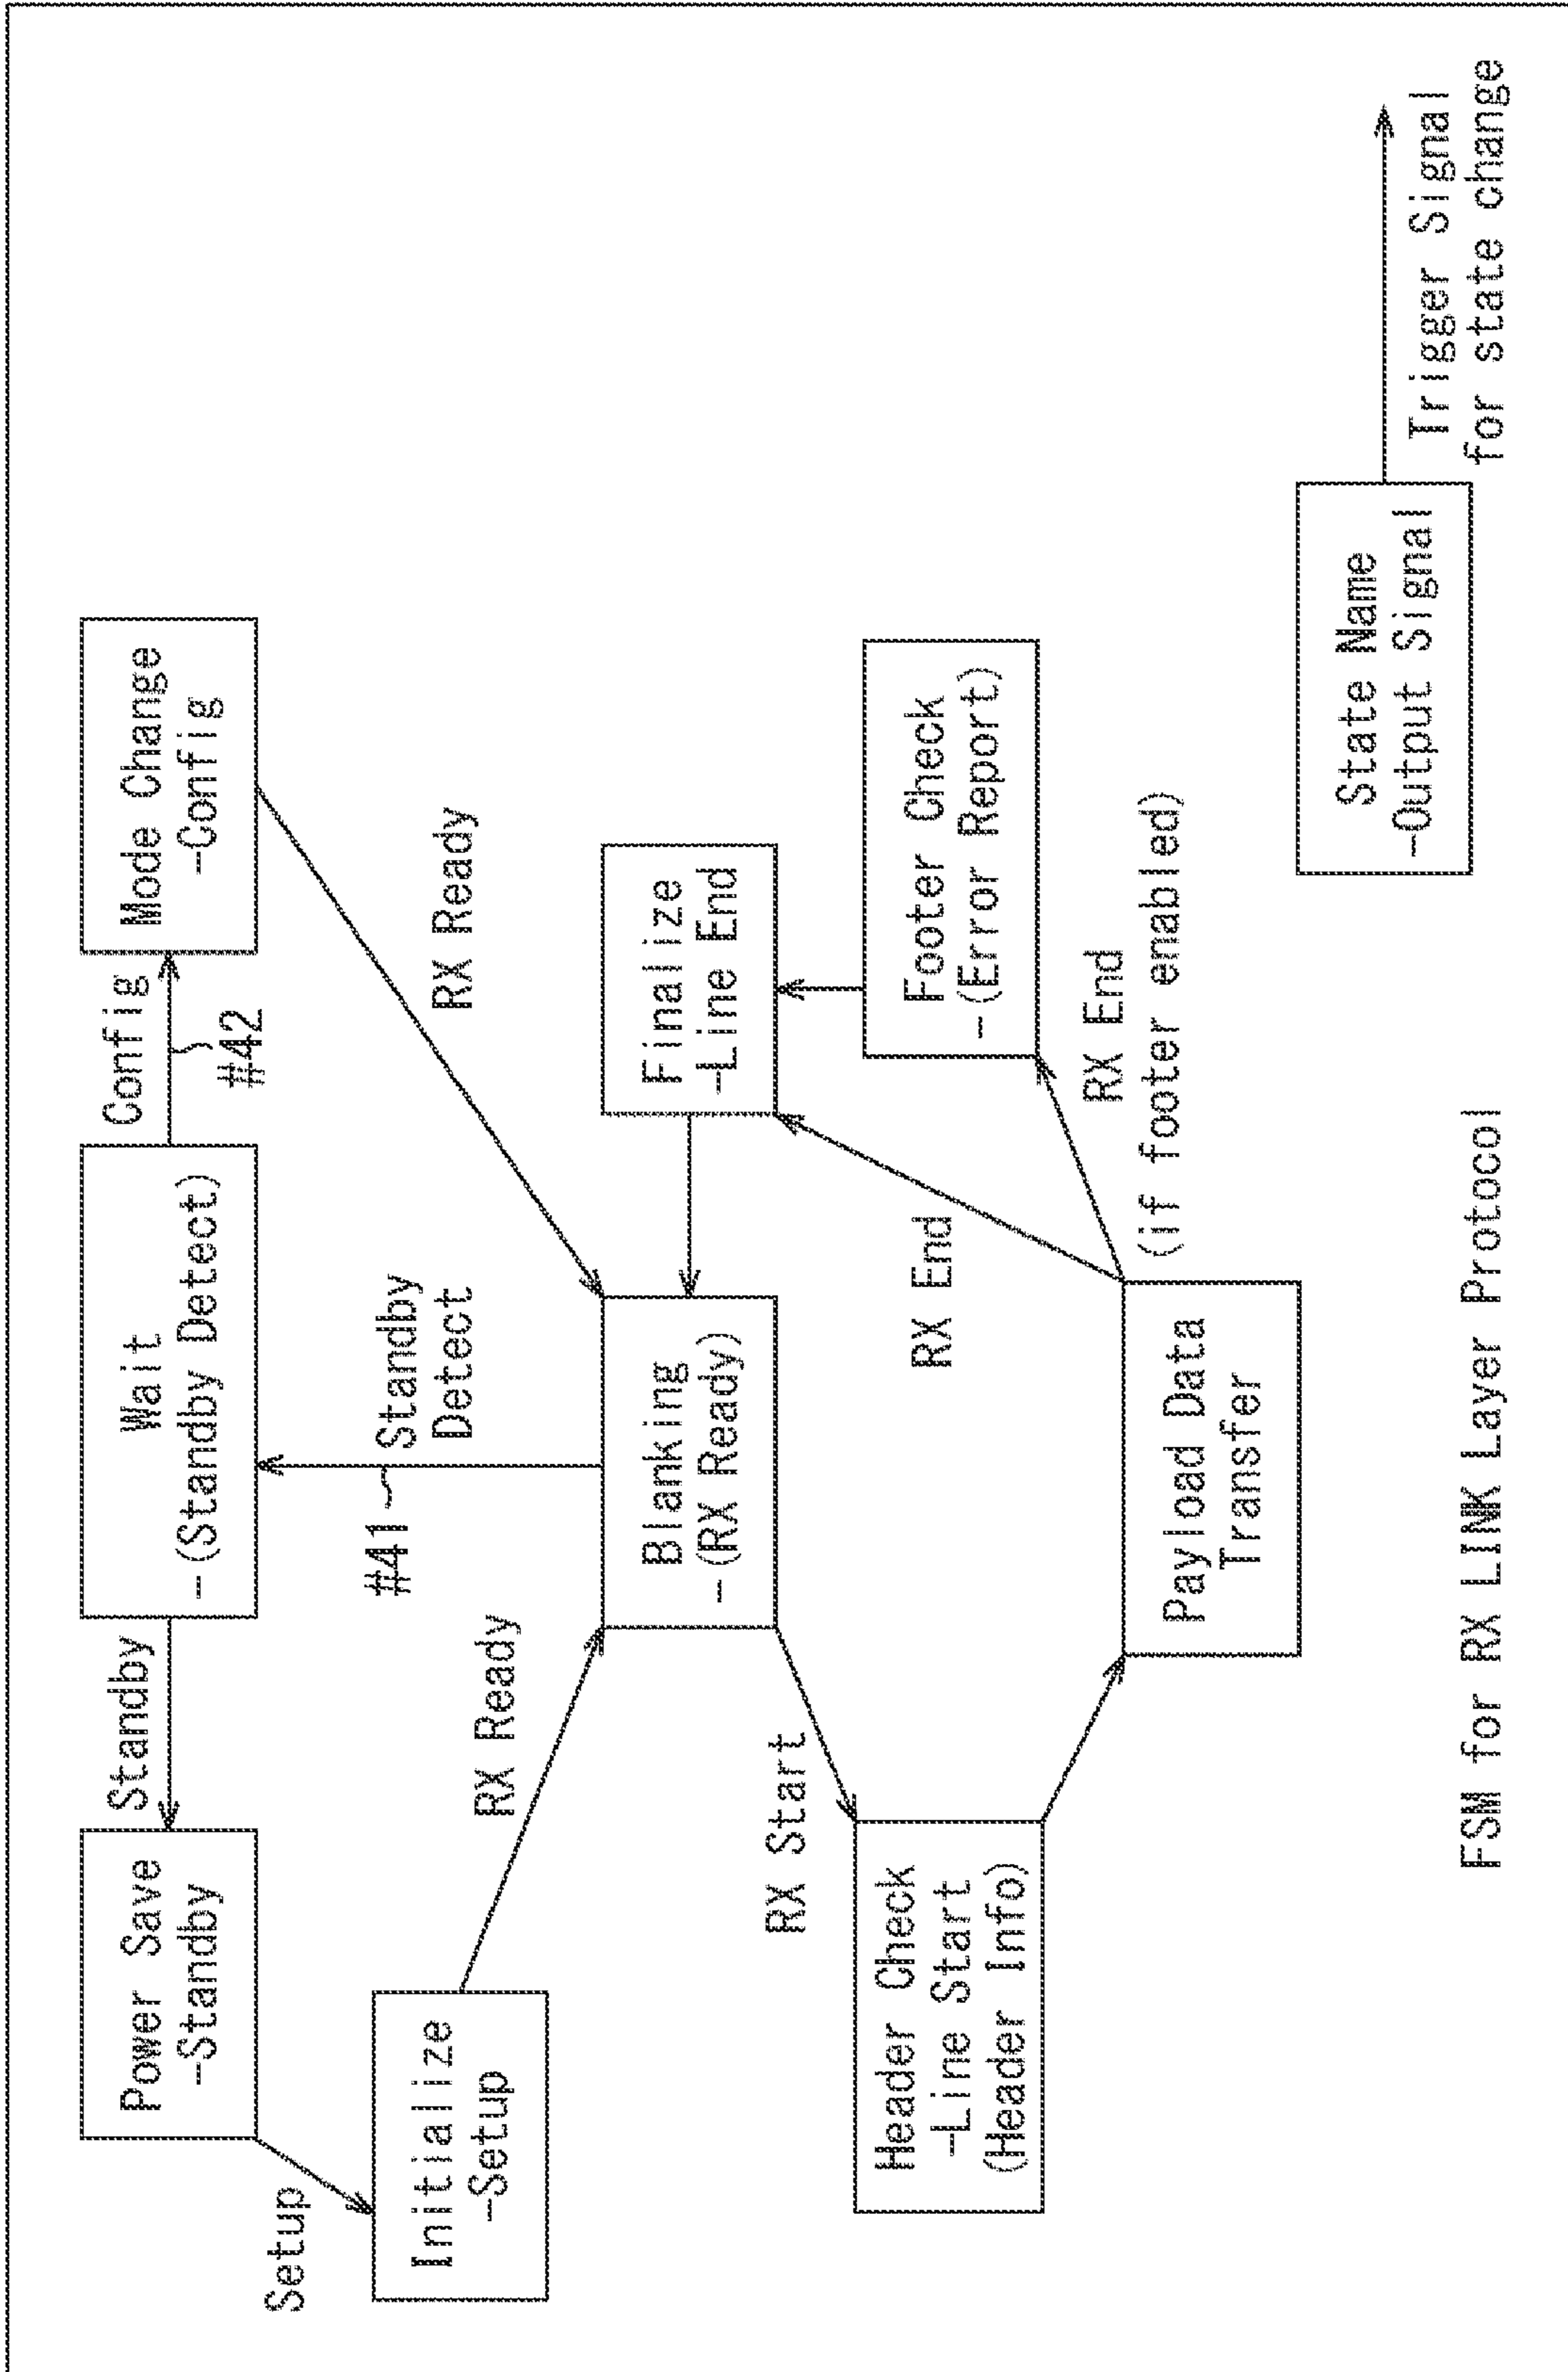 Setup
Power Save
—Standby
Standby
Wait
—(Standby Detect)
Config
#42
Mode Change
—Config
Initialize
—Setup
RX Ready
#41
Standby
Detect
RX Ready
Blanking
—(RX Ready)
Finalize
—Line End
RX Start
Header Check
—Line Start
(Header Info)
RX End
Footer Check
—(Error Report)
Payload Data
Transfer
RX End
(if footer enabled)
State Name
—Output Signal
Trigger Signal
for state change
FSM for RX LINK Layer Protocol